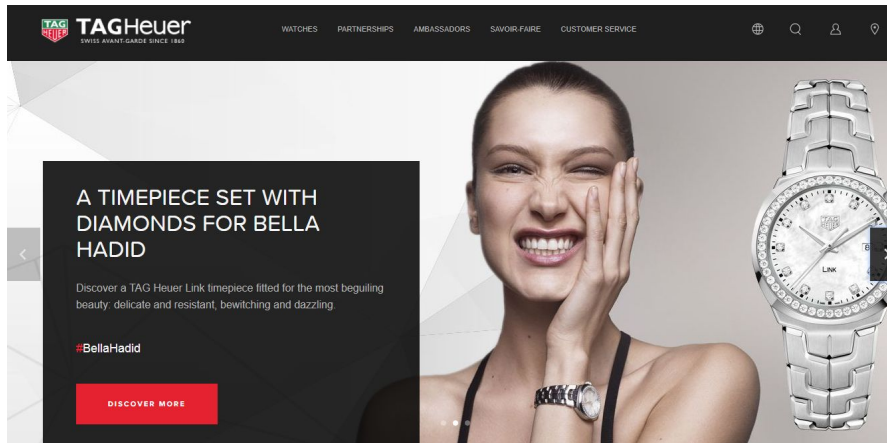 TAG HEUER
TAGHeuer
SWISS AVANT-GARDE SINCE 1860
WATCHES PARTNERSHIPS AMBASSADORS SAVOIR-FAIRE CUSTOMER SERVICE
A TIMEPIECE SET WITH
DIAMONDS FOR BELLA
HADID
Discover a TAG Heuer Link timepiece fitted for the most beguiling
beauty: delicate and resistant, bewitching and dazzling.
#BellaHadid
DISCOVER MORE
LINK